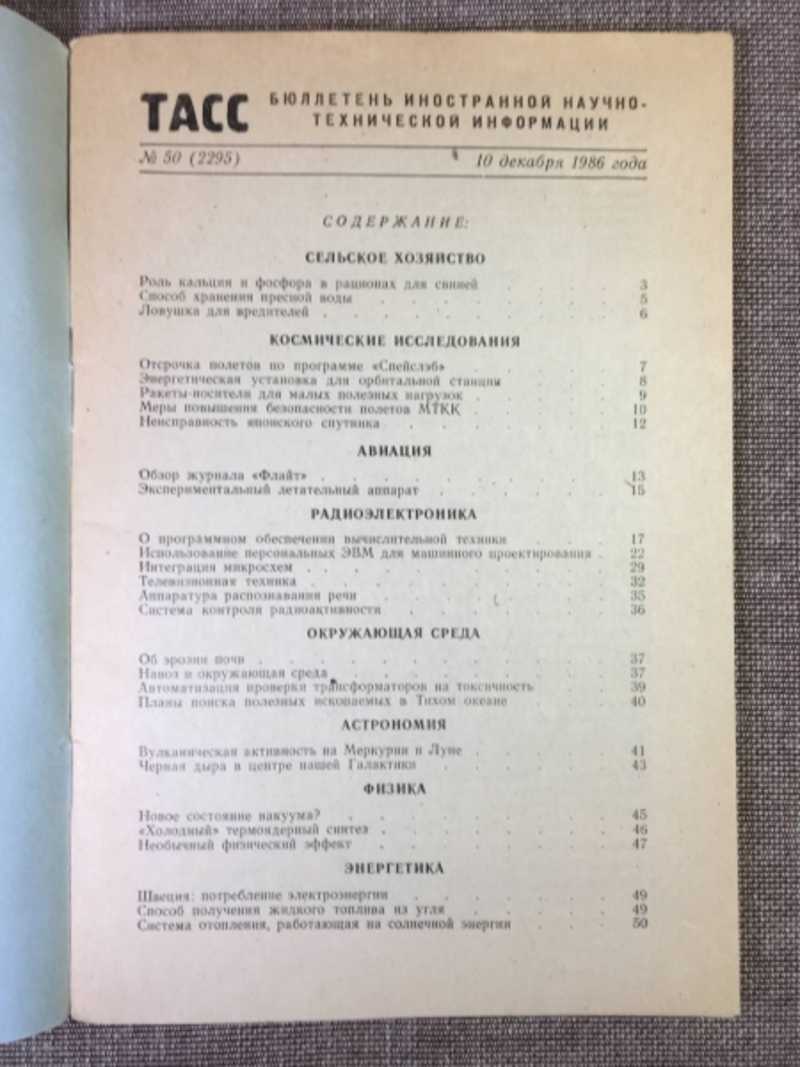 ТАСС
БЮЛЛЕТЕНЬ ИНОСТРАННОЙ НАУЧНО-
ТЕХНИЧЕСКОЙ ИНФОРМАЦИИ
№ 50 (2295) 10 декабря 1986 года
СОДЕРЖАНИЕ:
СЕЛЬСКОЕ ХОЗЯЙСТВО
Роль кальция и фосфора в рационах для свиней . . . . . 3
Способ хранения пресной воды . . . . . . . . 5
Ловушка для вредителей . . . . . . . . . . 6
КОСМИЧЕСКИЕ ИССЛЕДОВАНИЯ
Отсрочка полетов по программе «Спейслэб» . . . . . 7
Энергетическая установка для орбитальной станции . . . . 8
Ракеты-носители для малых полезных нагрузок . . . . . 9
Меры повышения безопасности полетов МТКК . . . . . 10
Неисправность японского спутника . . . . . . . 12
АВИАЦИЯ
Обзор журнала «Флайт» . . . . . . . . . . 13
Экспериментальный летательный аппарат . . . . . . 15
РАДИОЭЛЕКТРОНИКА
О программном обеспечении вычислительной техники . . . . 17
Использование персональных ЭВМ для машинного проектирования . 22
Интеграция микросхем . . . . . . . . . . 29
Телевизионная техника . . . . . . . . . . 32
Аппаратура распознавания речи . . . . . . . . 35
Система контроля радиоактивности . . . . . . . 36
ОКРУЖАЮЩАЯ СРЕДА
Об эрозии почв . . . . . . . . . . . . 37
Навоз и окружающая среда . . . . . . . . . 37
Автоматизация проверки трансформаторов на токсичность . . . 39
Планы поиска полезных ископаемых в Тихом океане . . . . 40
АСТРОНОМИЯ
Вулканическая активность на Меркурии и Луне . . . . . 41
Черная дыра в центре нашей Галактики . . . . . . 43
ФИЗИКА
Новое состояние вакуума? . . . . . . . . . 45
«Холодный» термоядерный синтез . . . . . . . . 46
Необычный физический эффект . . . . . . . . 47
ЭНЕРГЕТИКА
Швеция: потребление электроэнергии . . . . . . . 49
Способ получения жидкого топлива из угля . . . . . 49
Система отопления, работающая на солнечной энергии . . . 50